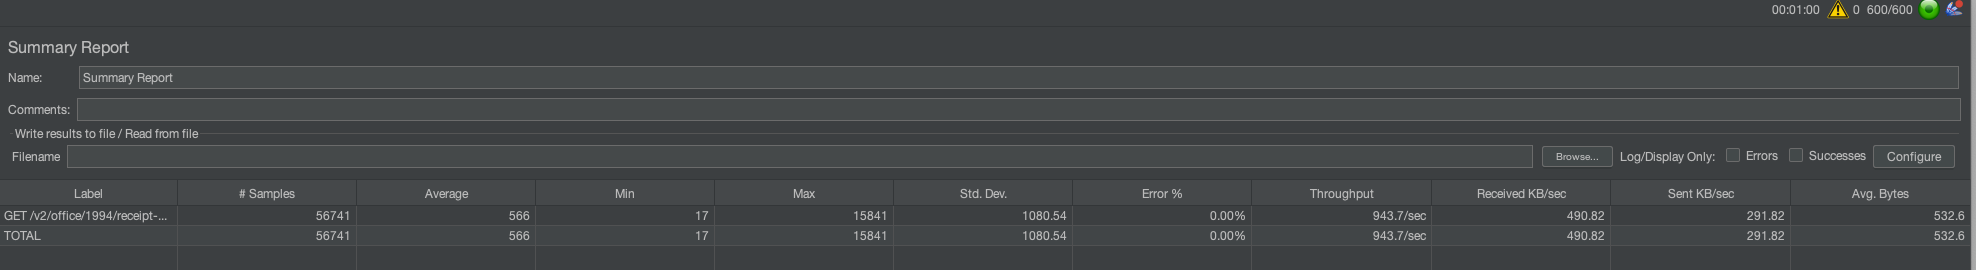 00:01:00 0 600/600
Summary Report
Name: Summary Report
Comments:
Write results to file / Read from file
Filename Browse... Log/Display Only: Errors Successes Configure
Label # Samples Average Min Max Std. Dev. Error % Throughput Received KB/sec Sent KB/sec Avg. Bytes
GET /v2/office/1994/receipt-... 56741 566 17 15841 1080.54 0.00% 943.7/sec 490.82 291.82 532.6
TOTAL 56741 566 17 15841 1080.54 0.00% 943.7/sec 490.82 291.82 532.6